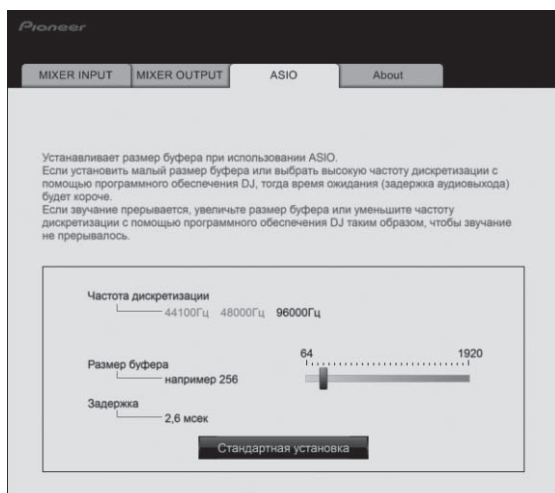 Pioneer
MIXER INPUT MIXER OUTPUT ASIO About
Устанавливает размер буфера при использовании ASIO.
Если установить малый размер буфера или выбрать высокую частоту дискретизации с
помощью программного обеспечения DJ, тогда время ожидания (задержка аудиовыхода)
будет короче.
Если звучание прерывается, увеличьте размер буфера или уменьшите частоту
дискретизации с помощью программного обеспечения DJ таким образом, чтобы звучание
не прерывалось.
Частота дискретизации
44100Гц 48000Гц 96000Гц
64 1920
Размер буфера
например 256
Задержка
2,6 мсек
Стандартная установка